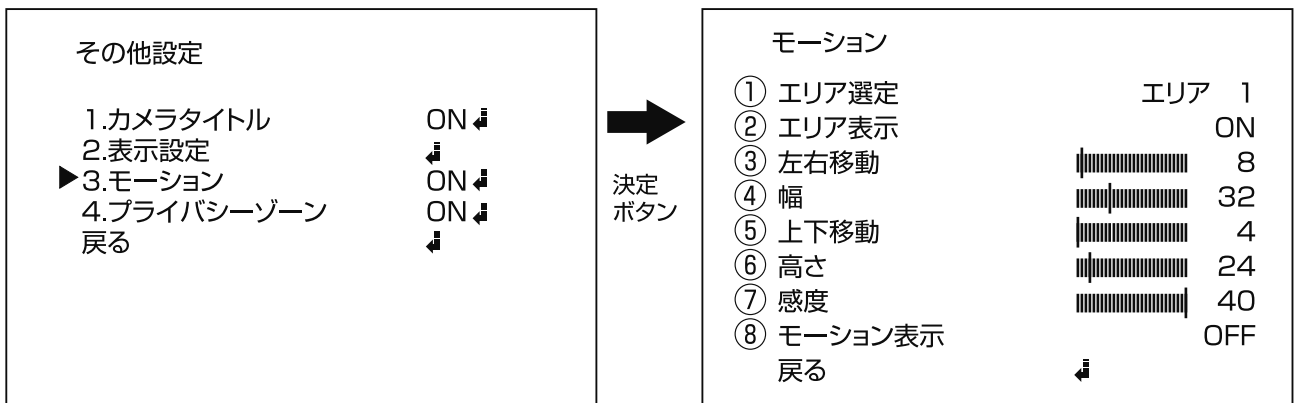 その他設定
1.カメラタイトル ON
2.表示設定
▶3.モーション ON
4.プライバシーゾーン ON
戻る
決定
ボタン
モーション
① エリア選定 エリア 1
② エリア表示 ON
③ 左右移動 8
④ 幅 32
⑤ 上下移動 4
⑥ 高さ 24
⑦ 感度 40
⑧ モーション表示 OFF
戻る